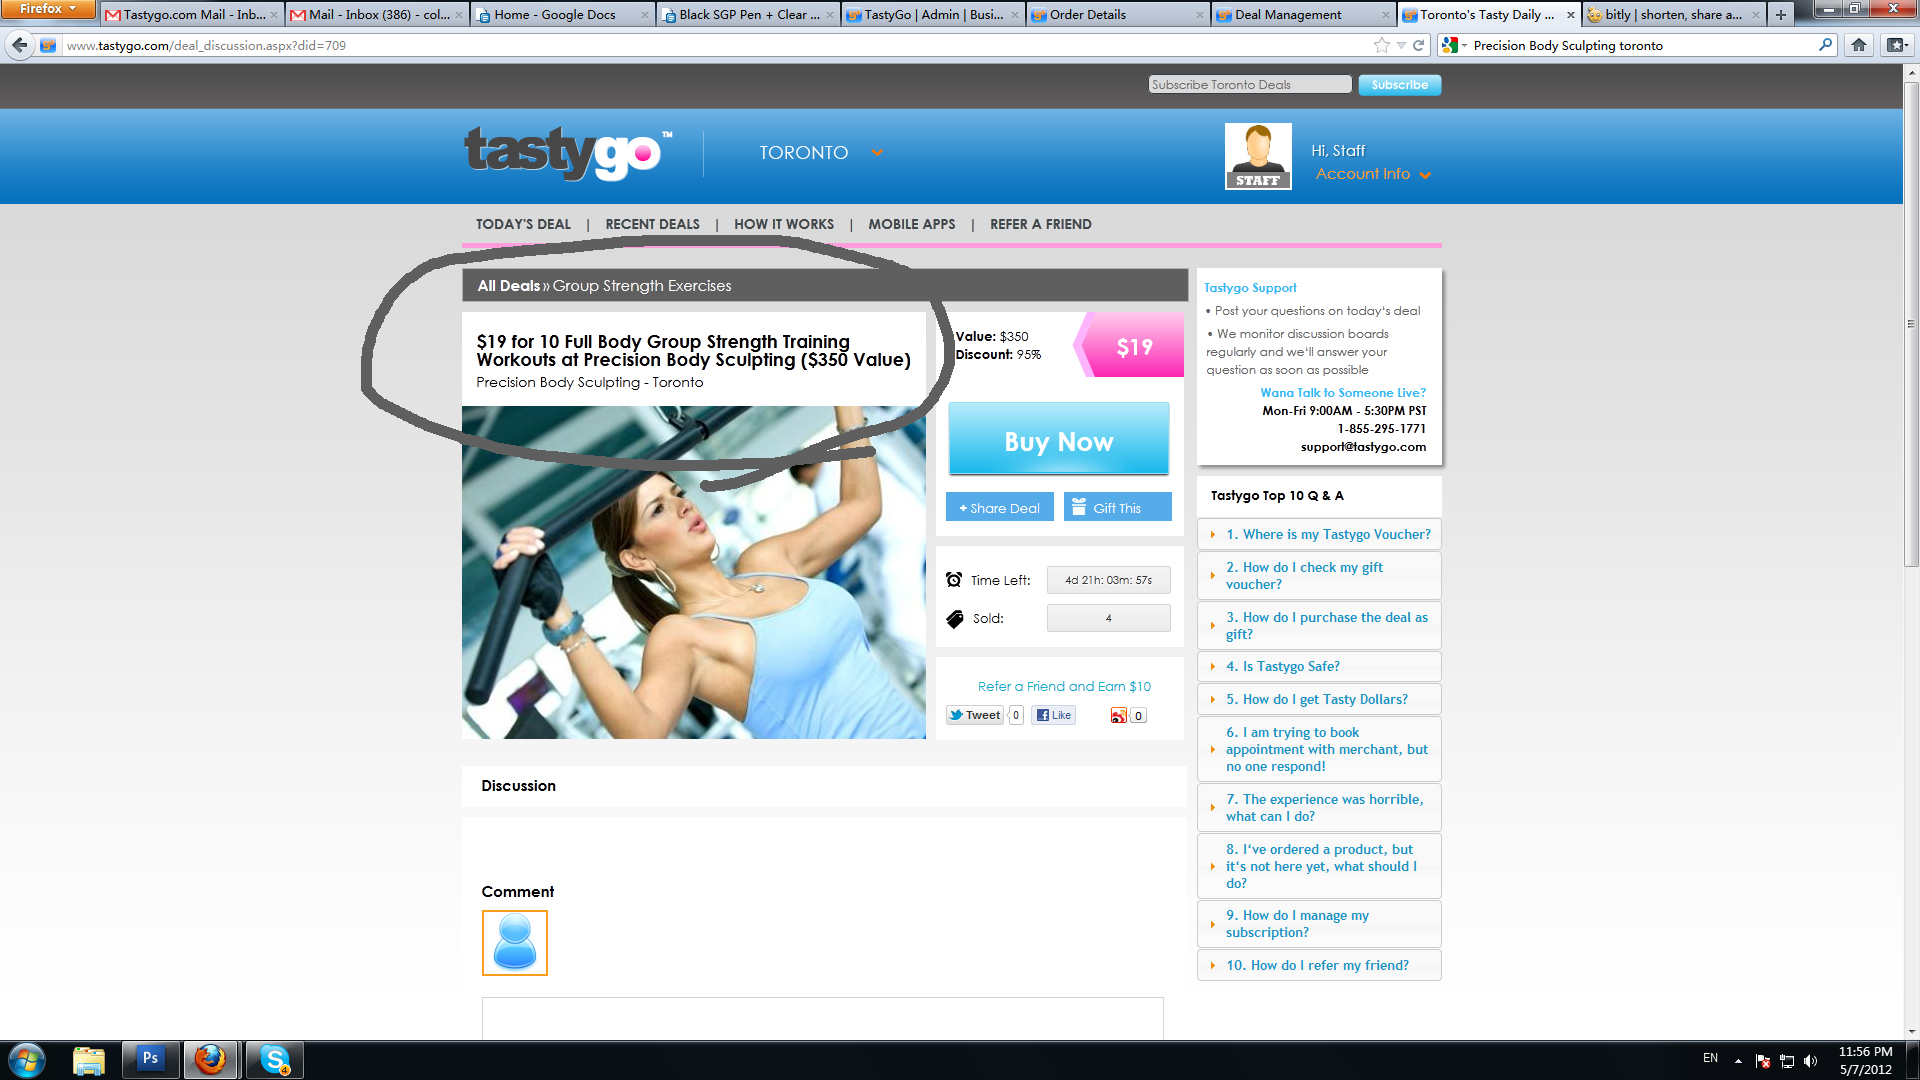 Firefox
Tastygo.com Mail - Inb...
Mail - Inbox (386) - col...
Home - Google Docs
Black SGP Pen + Clear ...
TastyGo | Admin | Busi...
Order Details
Deal Management
Toronto's Tasty Daily ...
bitly | shorten, share a...
www.tastygo.com/deal_discussion.aspx?did=709
Precision Body Sculpting toronto
Subscribe Toronto Deals
Subscribe
tastygo™
TORONTO
STAFF
Hi, Staff
Account Info
TODAY'S DEAL | RECENT DEALS | HOW IT WORKS | MOBILE APPS | REFER A FRIEND
All Deals » Group Strength Exercises
$19 for 10 Full Body Group Strength Training
Workouts at Precision Body Sculpting ($350 Value)
Precision Body Sculpting - Toronto
Value: $350
Discount: 95%
$19
Buy Now
+ Share Deal
Gift This
Time Left:
4d 21h: 03m: 57s
Sold:
4
Refer a Friend and Earn $10
Tweet
0
Like
0
Tastygo Support
• Post your questions on today's deal
• We monitor discussion boards
regularly and we'll answer your
question as soon as possible
Wana Talk to Someone Live?
Mon-Fri 9:00AM - 5:30PM PST
1-855-295-1771
support@tastygo.com
Tastygo Top 10 Q & A
1. Where is my Tastygo Voucher?
2. How do I check my gift
voucher?
3. How do I purchase the deal as
gift?
4. Is Tastygo Safe?
5. How do I get Tasty Dollars?
6. I am trying to book
appointment with merchant, but
no one respond!
7. The experience was horrible,
what can I do?
8. I've ordered a product, but
it's not here yet, what should I
do?
9. How do I manage my
subscription?
10. How do I refer my friend?
Discussion
Comment
Ps
4
EN
11:56 PM
5/7/2012